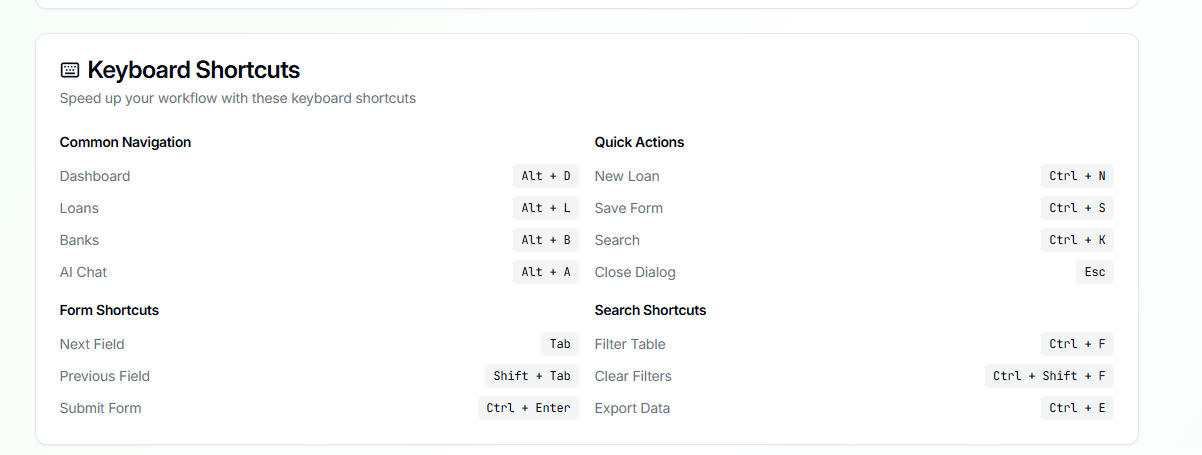 Keyboard Shortcuts
Speed up your workflow with these keyboard shortcuts
Common Navigation
Dashboard Alt + D
Loans Alt + L
Banks Alt + B
AI Chat Alt + A
Quick Actions
New Loan Ctrl + N
Save Form Ctrl + S
Search Ctrl + K
Close Dialog Esc
Form Shortcuts
Next Field Tab
Previous Field Shift + Tab
Submit Form Ctrl + Enter
Search Shortcuts
Filter Table Ctrl + F
Clear Filters Ctrl + Shift + F
Export Data Ctrl + E